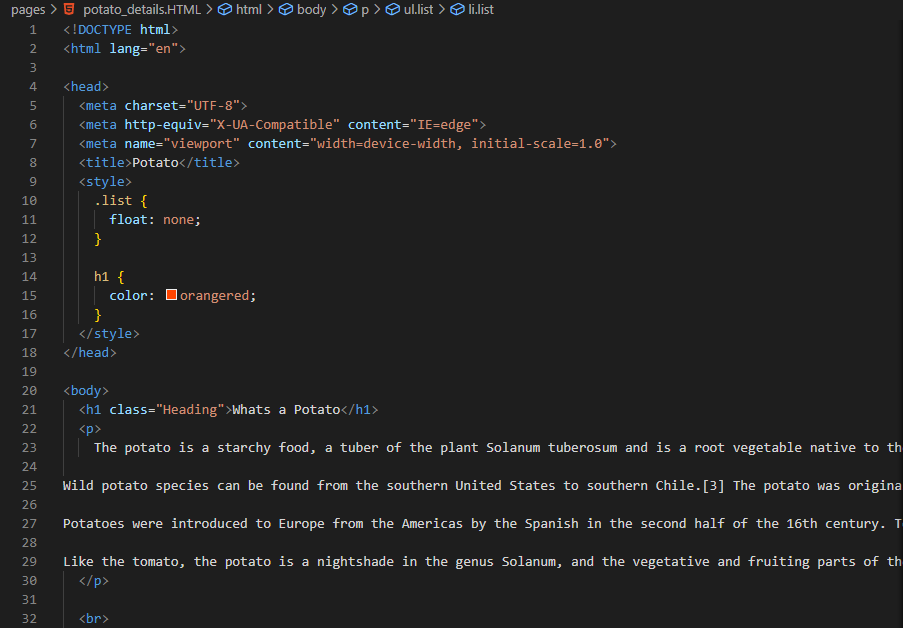 pages > potato_details.HTML > html > body > p > ul.list > li.list
1 <!DOCTYPE html>
2 <html lang="en">
3
4 <head>
5 <meta charset="UTF-8">
6 <meta http-equiv="X-UA-Compatible" content="IE=edge">
7 <meta name="viewport" content="width=device-width, initial-scale=1.0">
8 <title>Potato</title>
9 <style>
10 .list {
11 float: none;
12 }
13
14 h1 {
15 color: orangered;
16 }
17 </style>
18 </head>
19
20 <body>
21 <h1 class="Heading">Whats a Potato</h1>
22 <p>
23 The potato is a starchy food, a tuber of the plant Solanum tuberosum and is a root vegetable native to th
24
25 Wild potato species can be found from the southern United States to southern Chile.[3] The potato was origina
26
27 Potatoes were introduced to Europe from the Americas by the Spanish in the second half of the 16th century. T
28
29 Like the tomato, the potato is a nightshade in the genus Solanum, and the vegetative and fruiting parts of th
30 </p>
31
32 <br>